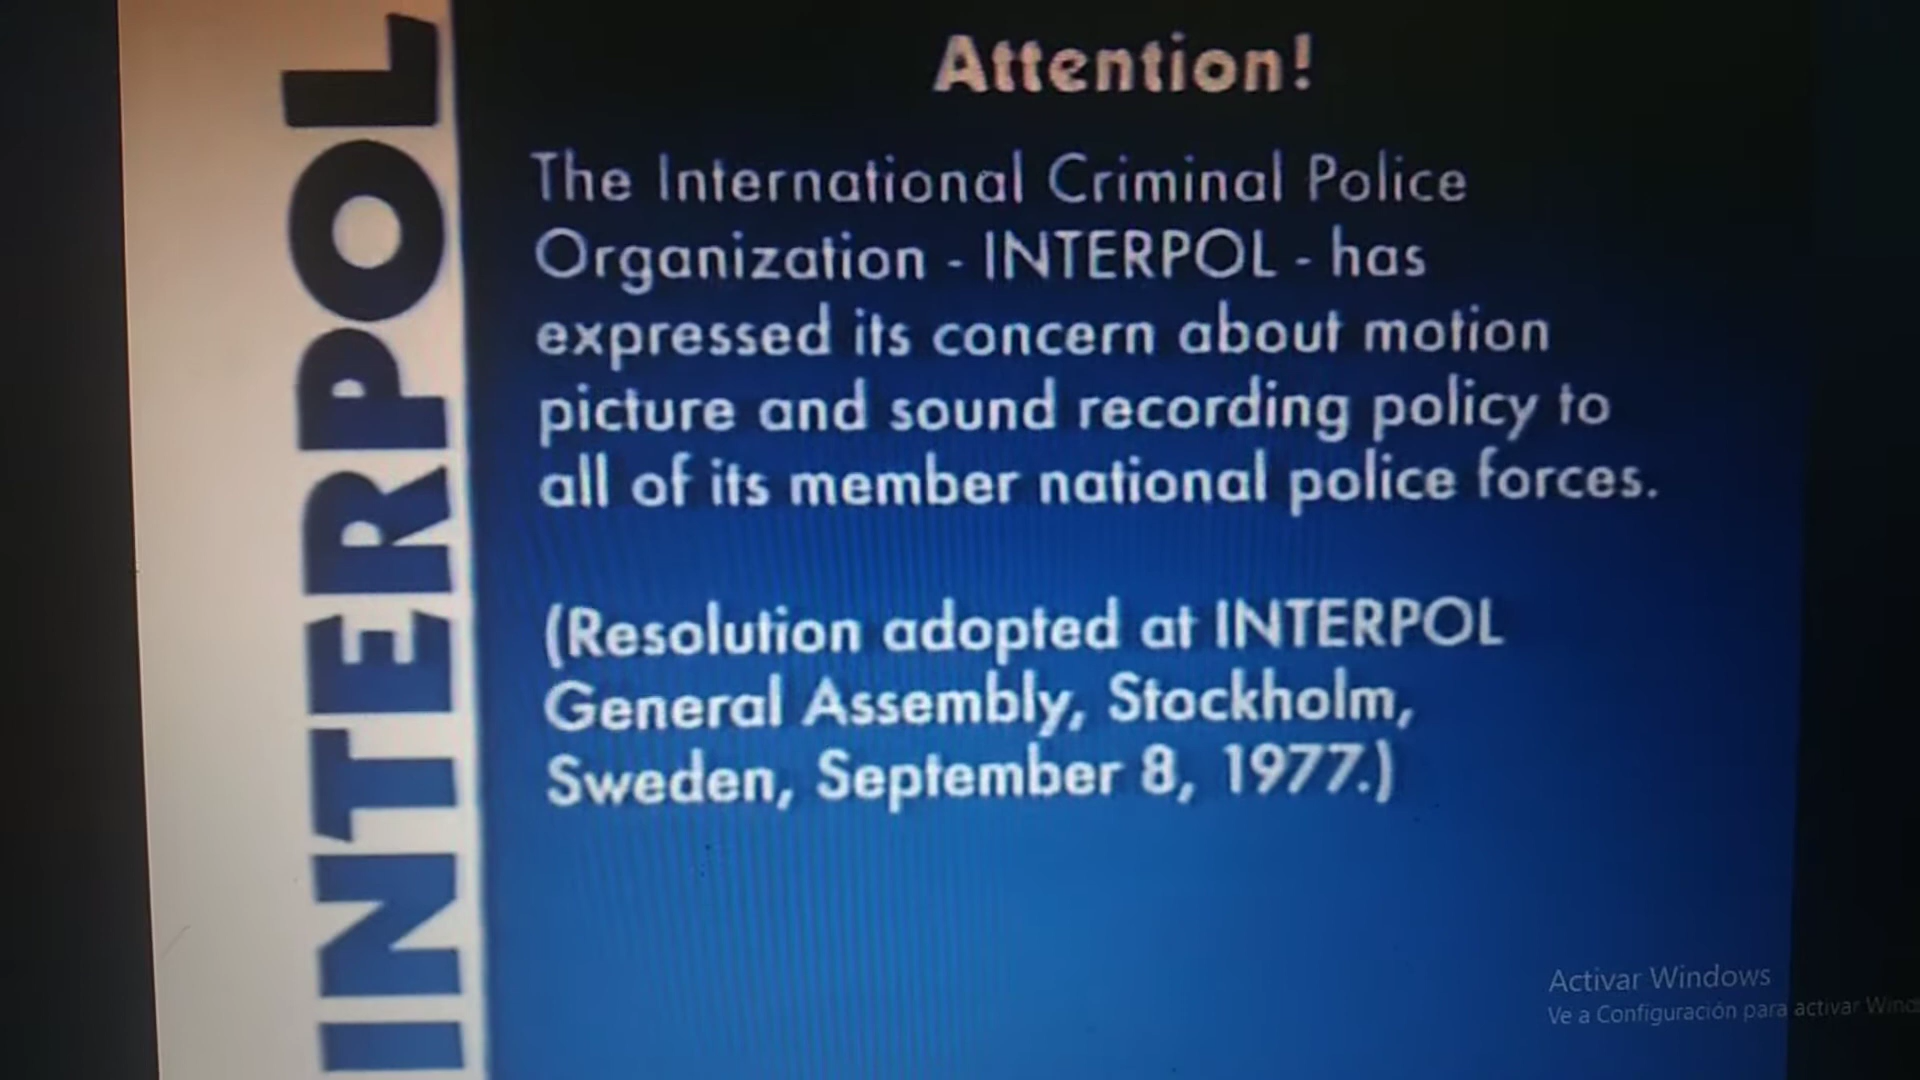 INTERPOL
Attention!
The International Criminal Police
Organization - INTERPOL - has
expressed its concern about motion
picture and sound recording policy to
all of its member national police forces.
(Resolution adopted at INTERPOL
General Assembly, Stockholm,
Sweden, September 8, 1977.)
Activar Windows
Ve a Configuración para activar Wind